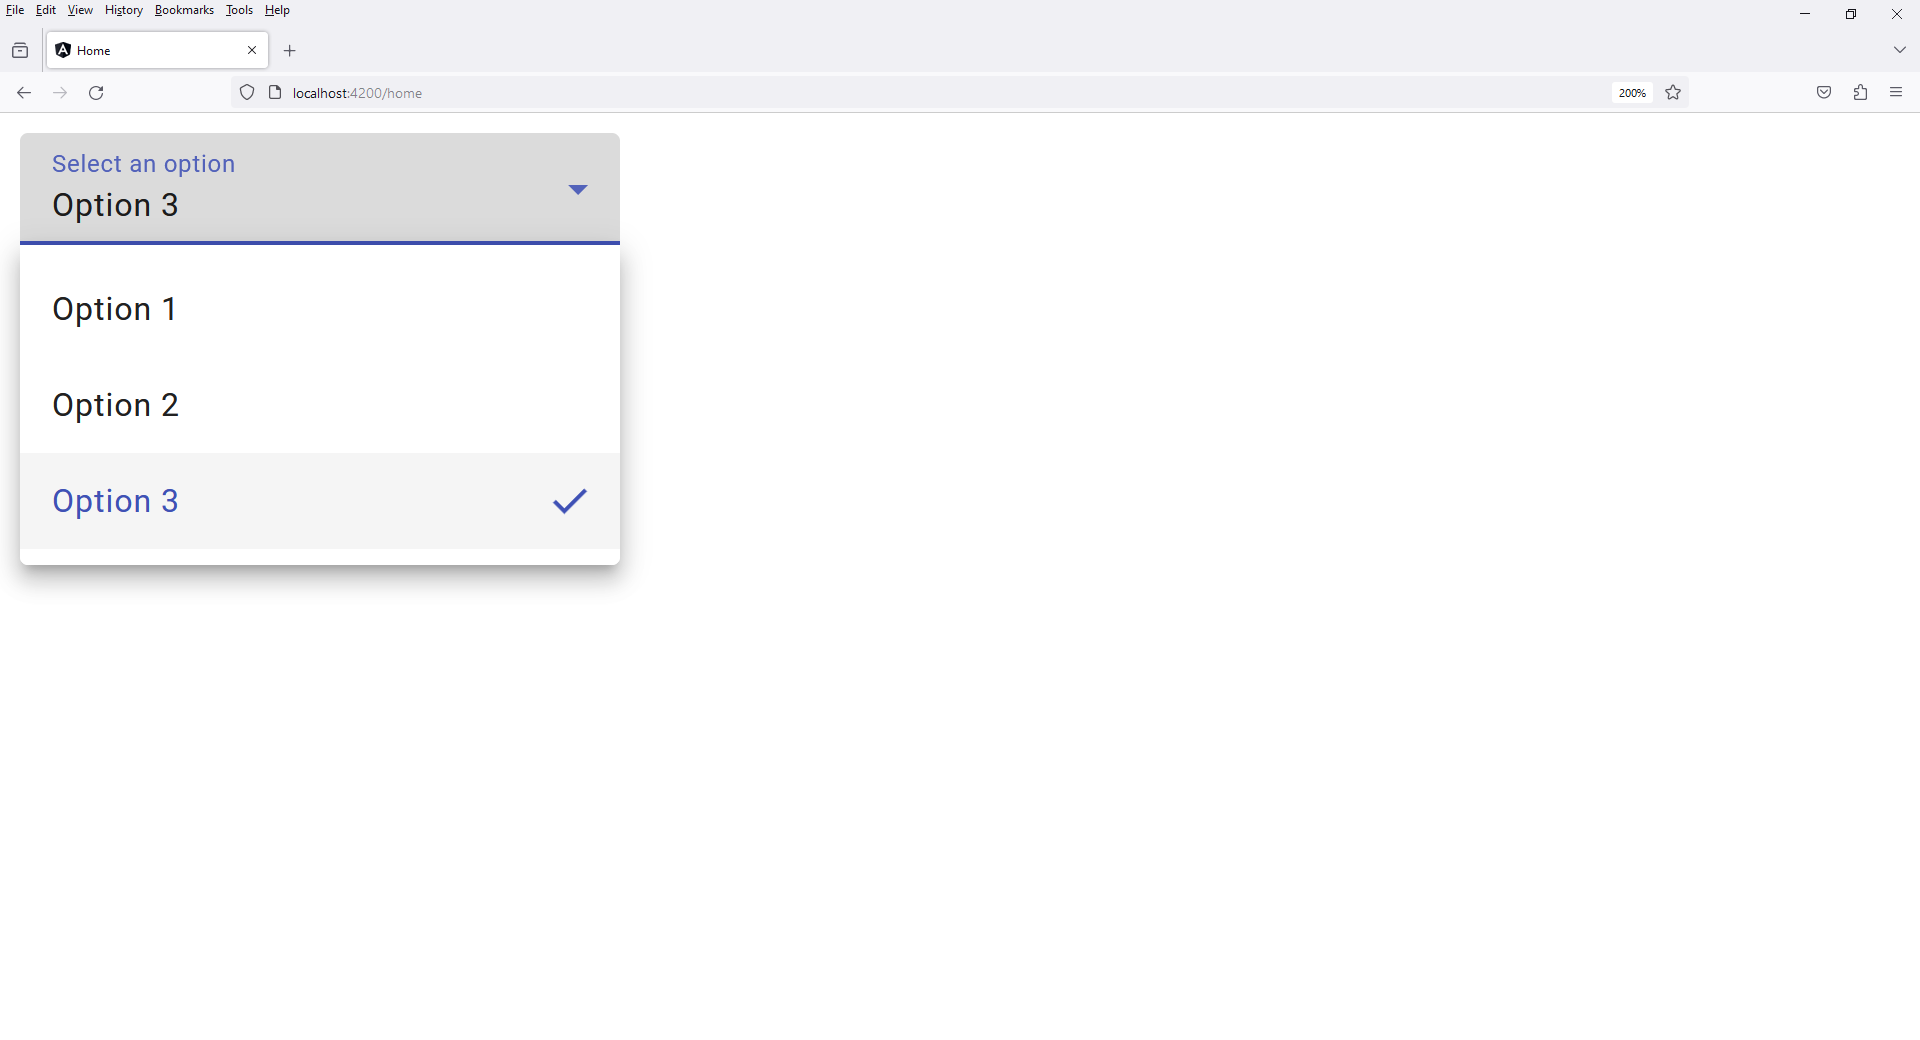 File Edit View History Bookmarks Tools Help
Home
localhost:4200/home 200%
Select an option
Option 3
Option 1
Option 2
Option 3